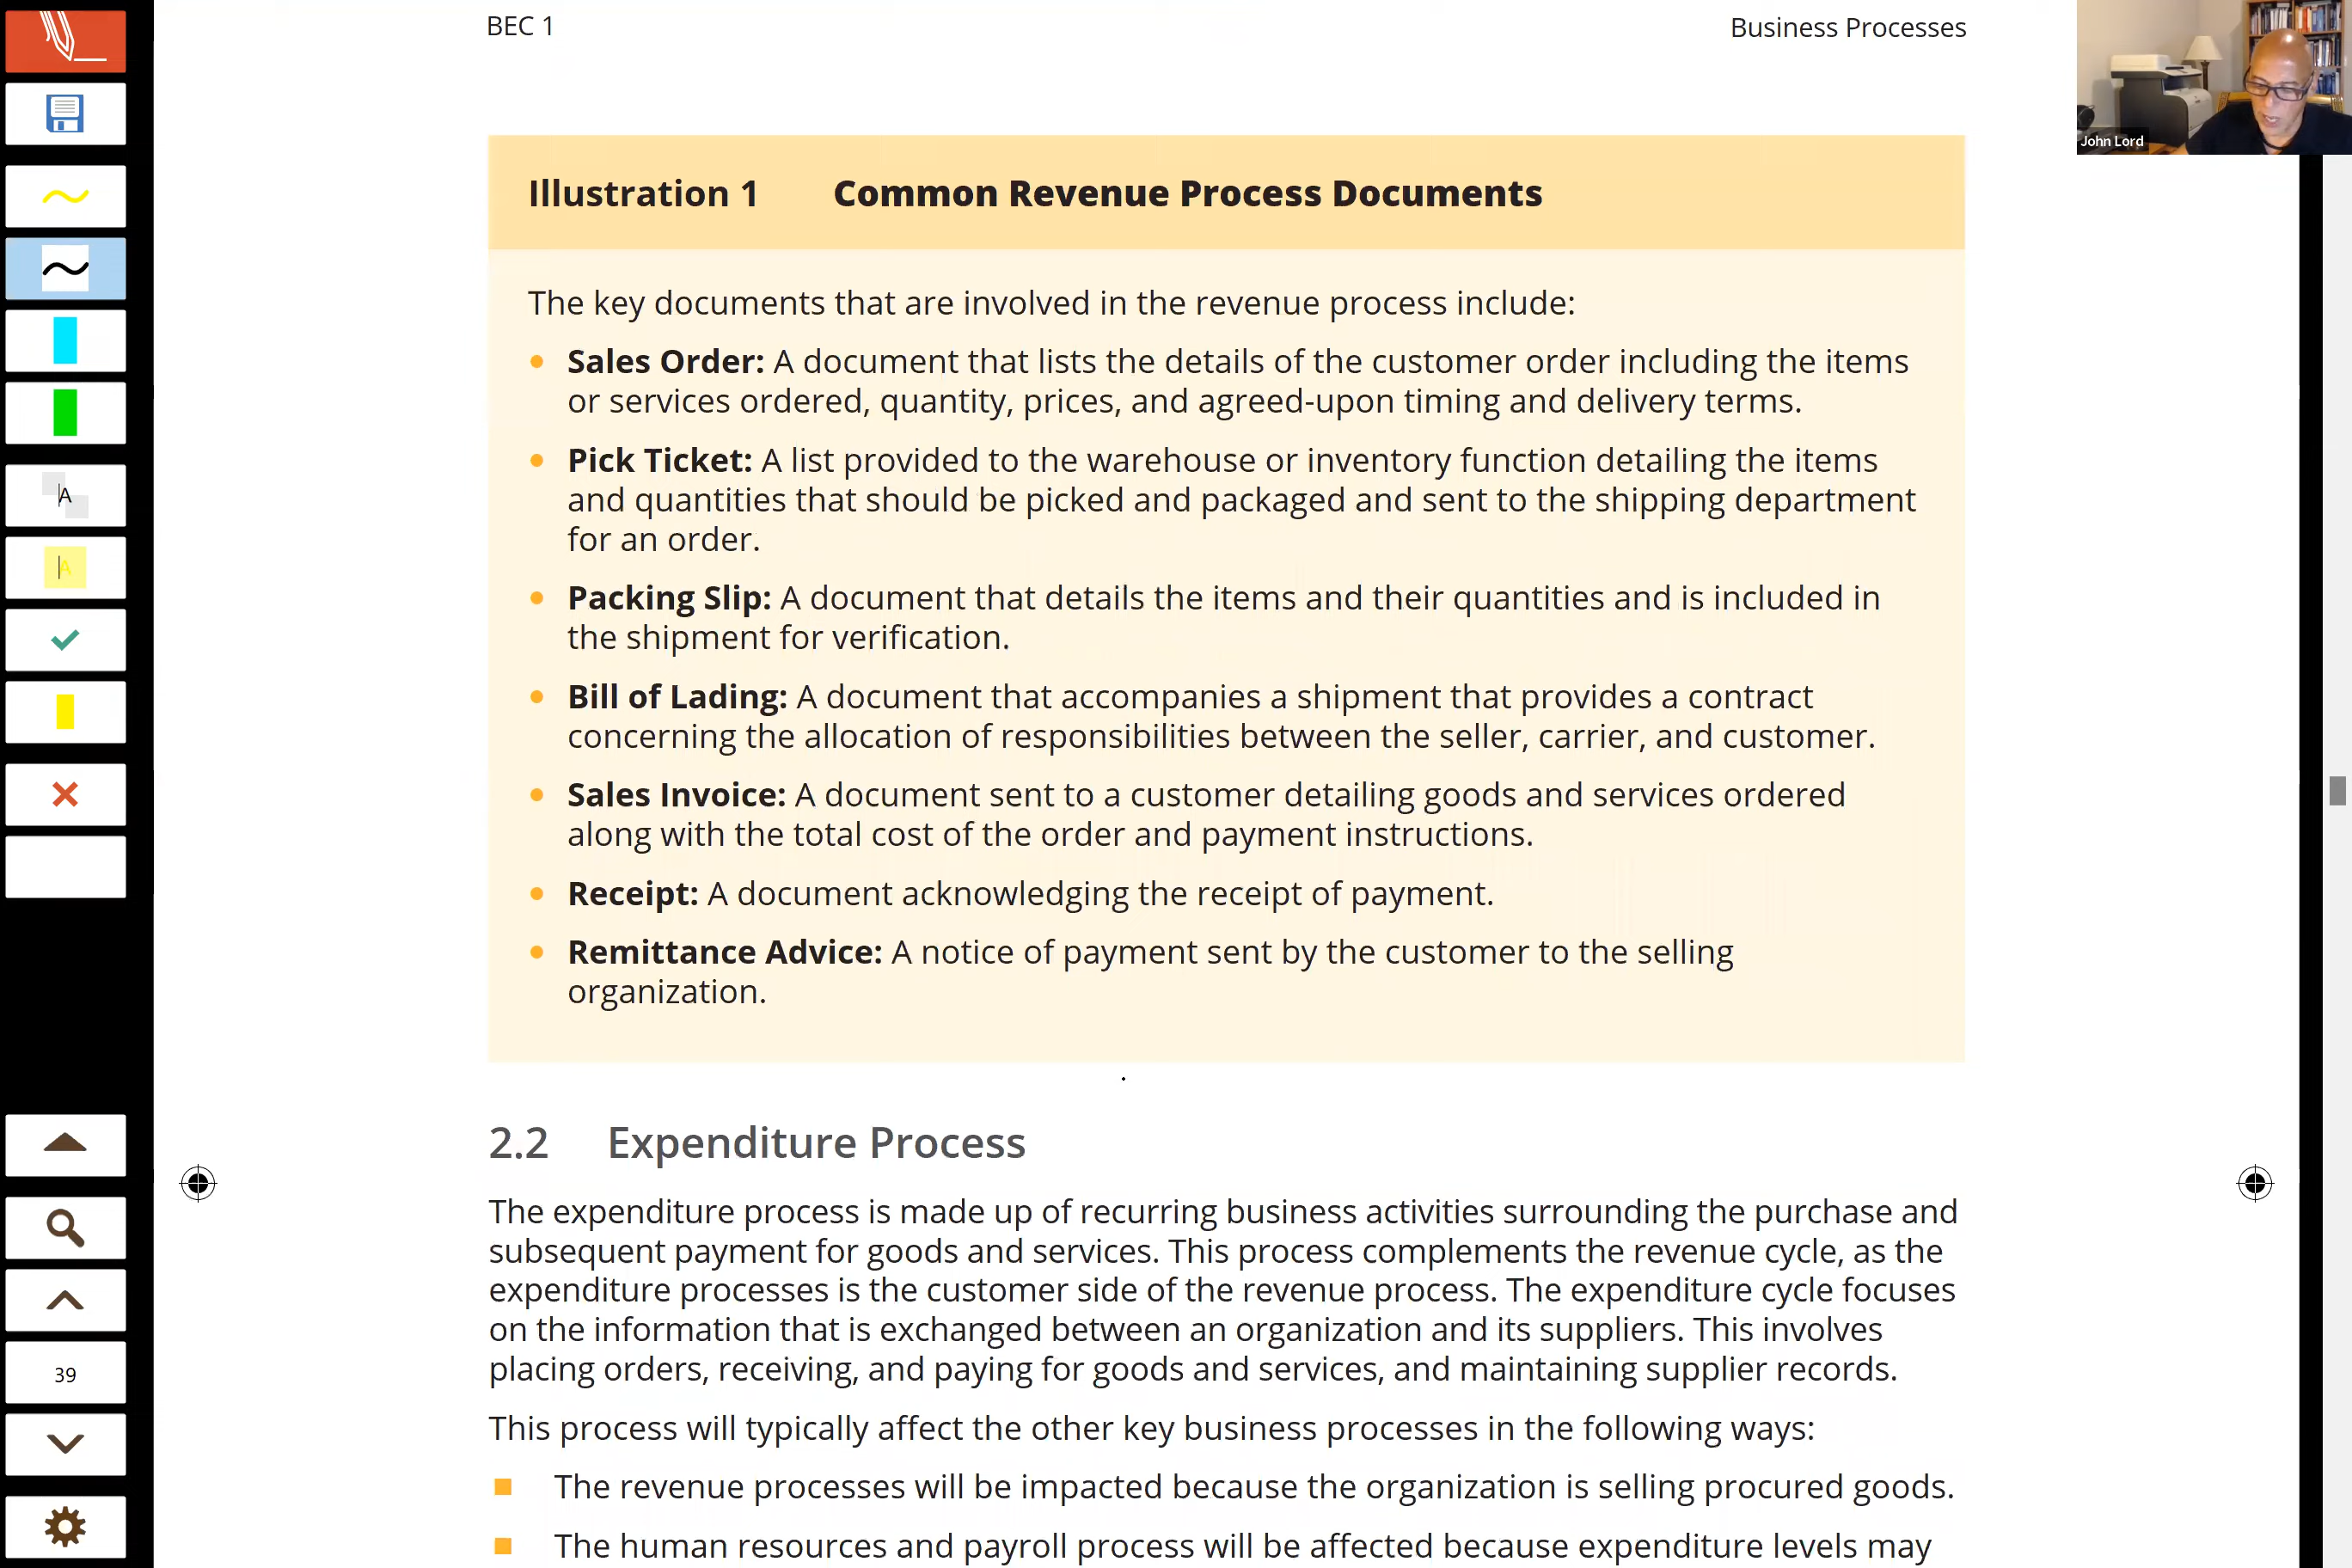 BEC 1
Business Processes
John Lord
Illustration 1 Common Revenue Process Documents
The key documents that are involved in the revenue process include:
Sales Order: A document that lists the details of the customer order including the items
or services ordered, quantity, prices, and agreed-upon timing and delivery terms.
Pick Ticket: A list provided to the warehouse or inventory function detailing the items
and quantities that should be picked and packaged and sent to the shipping department
for an order.
Packing Slip: A document that details the items and their quantities and is included in
the shipment for verification.
Bill of Lading: A document that accompanies a shipment that provides a contract
concerning the allocation of responsibilities between the seller, carrier, and customer.
Sales Invoice: A document sent to a customer detailing goods and services ordered
along with the total cost of the order and payment instructions.
Receipt: A document acknowledging the receipt of payment.
Remittance Advice: A notice of payment sent by the customer to the selling
organization.
2.2 Expenditure Process
The expenditure process is made up of recurring business activities surrounding the purchase and
subsequent payment for goods and services. This process complements the revenue cycle, as the
expenditure processes is the customer side of the revenue process. The expenditure cycle focuses
on the information that is exchanged between an organization and its suppliers. This involves
placing orders, receiving, and paying for goods and services, and maintaining supplier records.
This process will typically affect the other key business processes in the following ways:
The revenue processes will be impacted because the organization is selling procured goods.
The human resources and payroll process will be affected because expenditure levels may
A
A
39